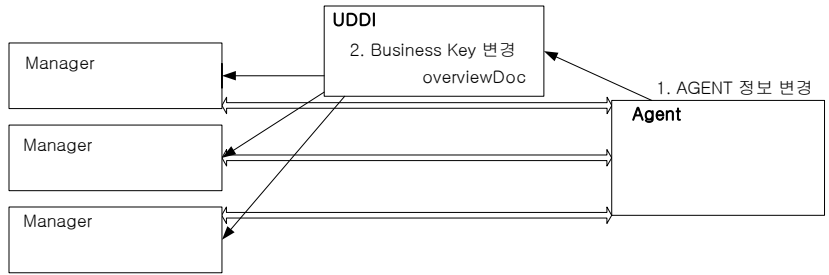 UDDI
2. Business Key 변경
overviewDoc
Manager
1. AGENT 정보 변경
Agent
Manager
Manager